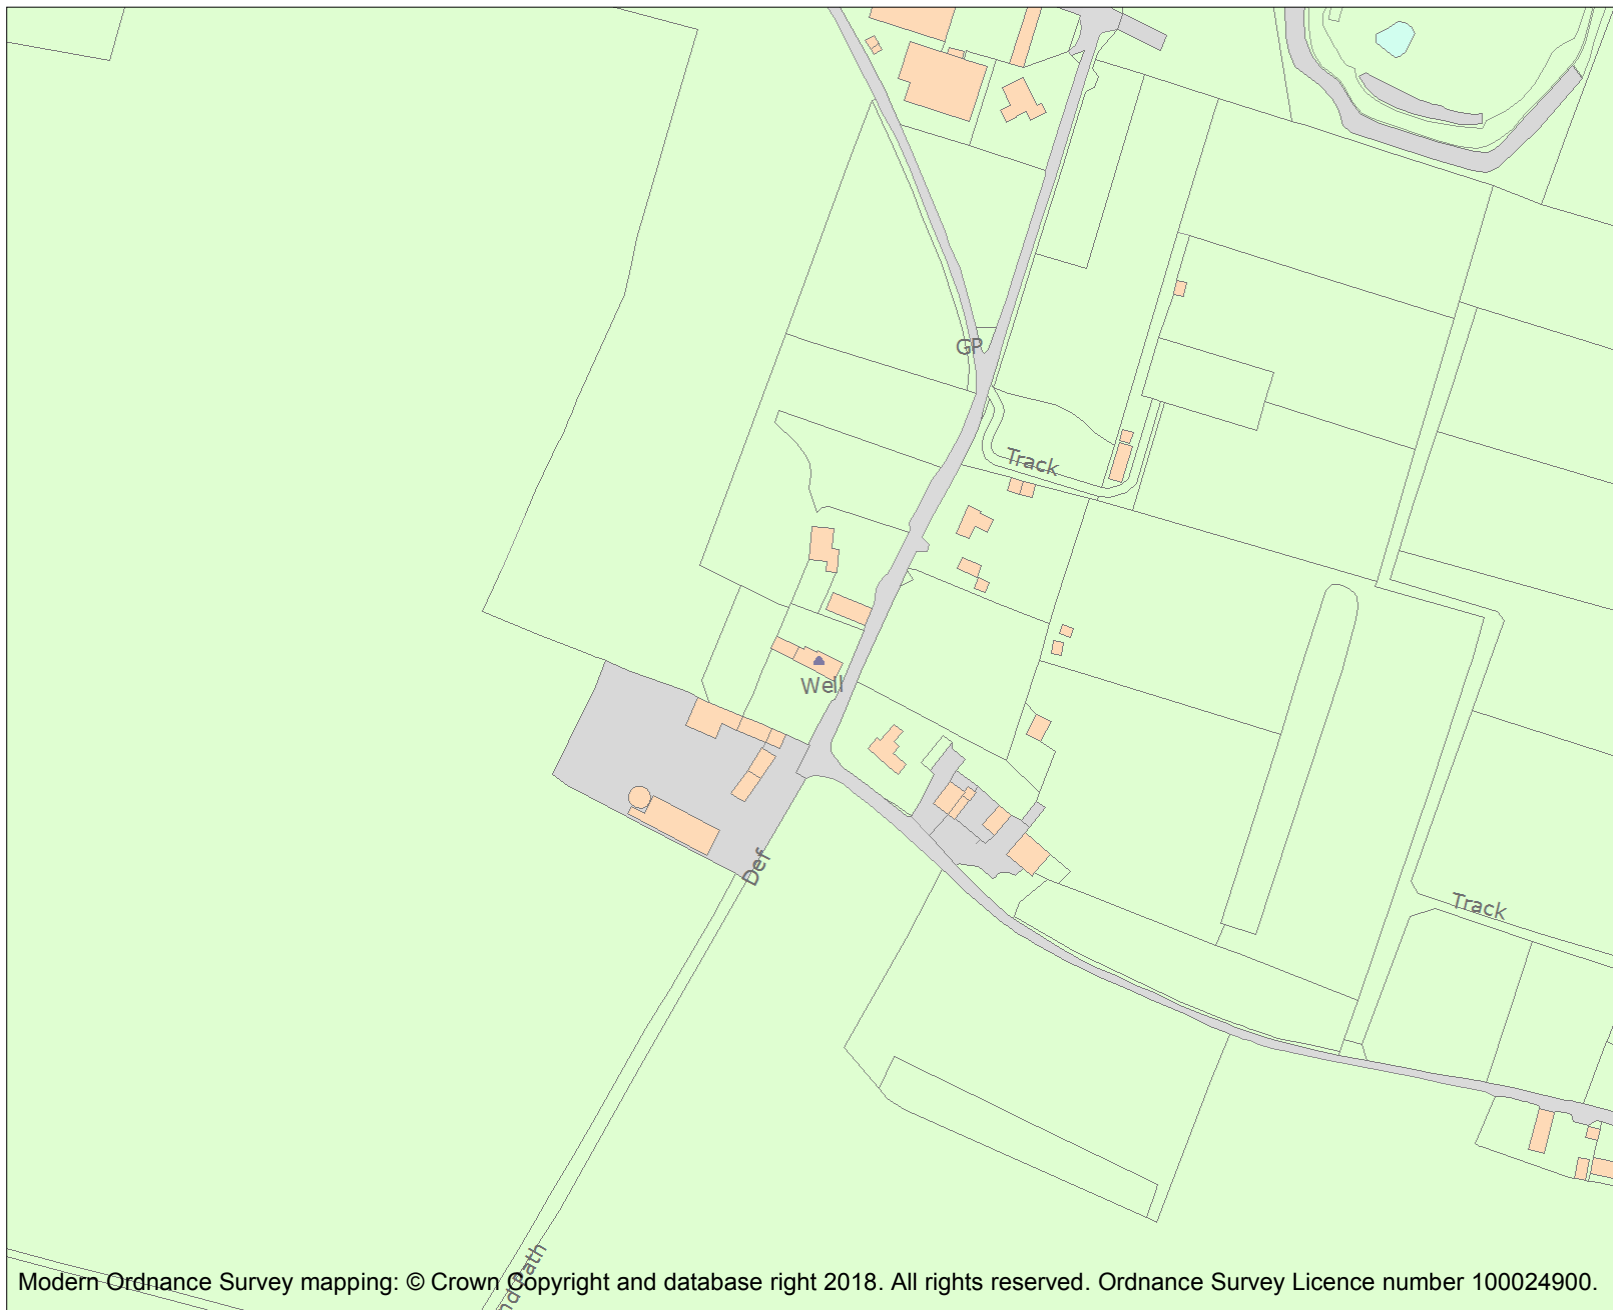 GP
Track
Well
Def
Track
Path
Modern Ordnance Survey mapping: © Crown Copyright and database right 2018. All rights reserved. Ordnance Survey Licence number 100024900.